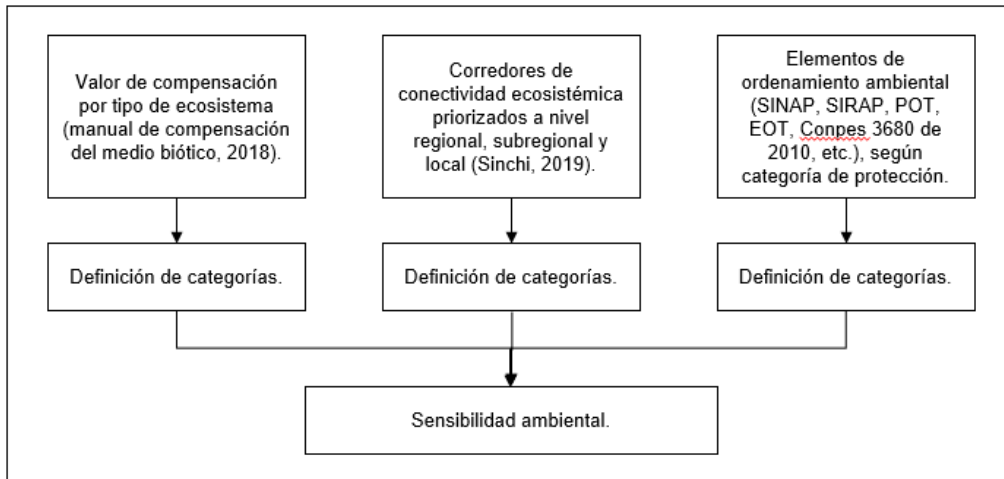 Valor de compensación
por tipo de ecosistema
(manual de compensación
del medio biótico, 2018).
Corredores de
conectividad ecosistémica
priorizados a nivel
regional, subregional y
local (Sinchi, 2019).
Elementos de
ordenamiento ambiental
(SINAP, SIRAP, POT,
EOT, Conpes 3680 de
2010, etc.), según
categoría de protección.
Definición de categorías.
Definición de categorías.
Definición de categorías.
Sensibilidad ambiental.